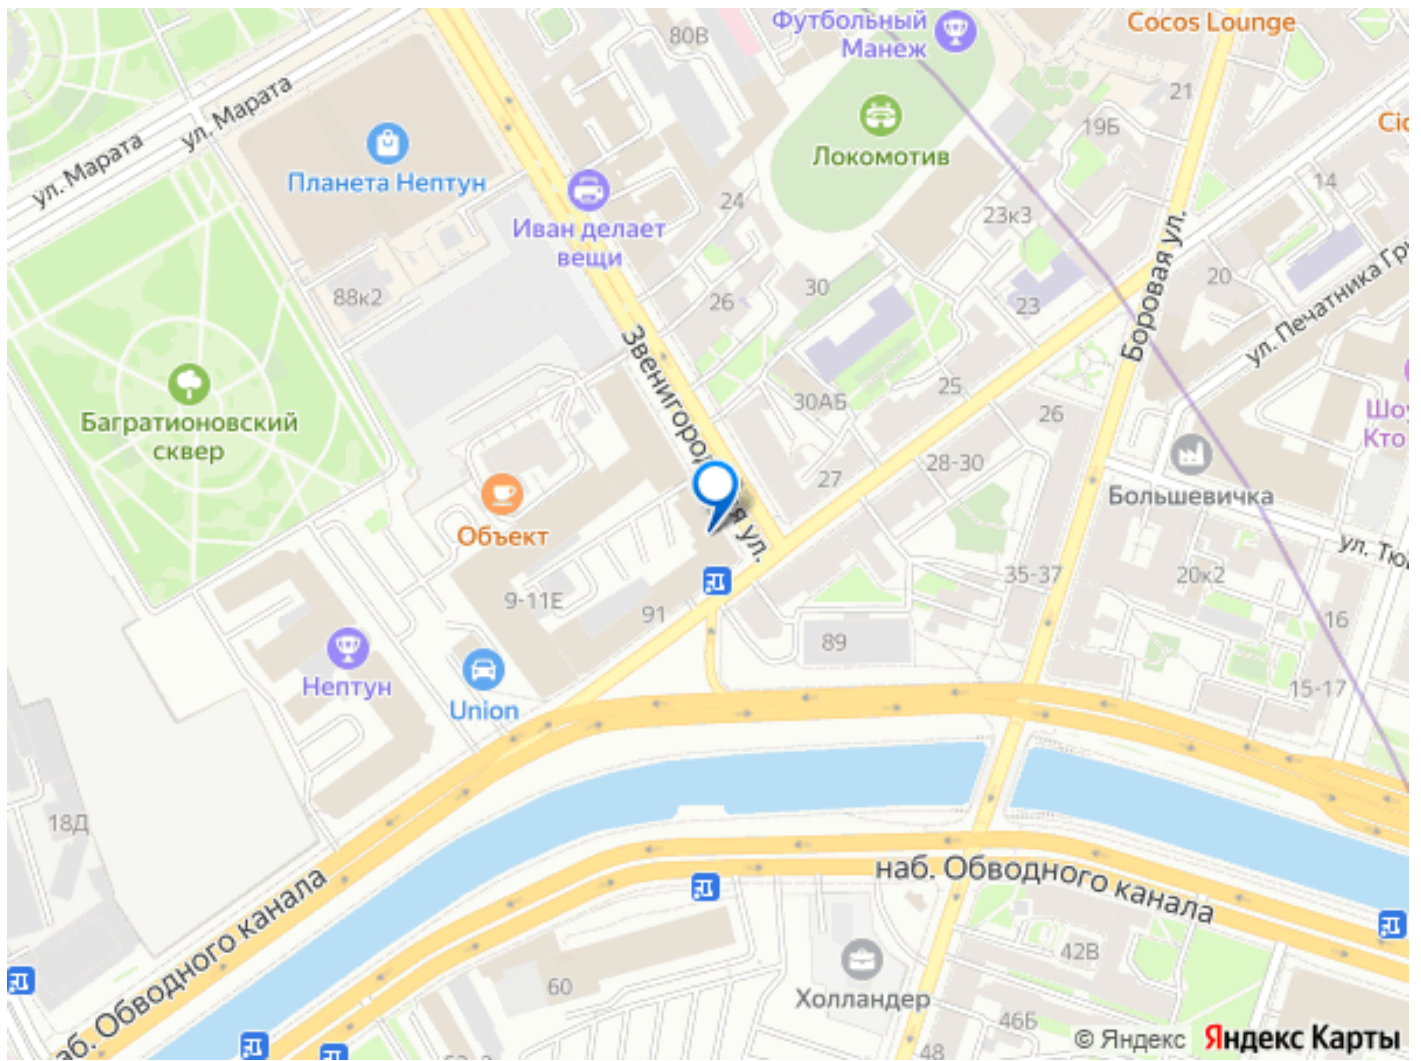 Футбольный
Манеж
Cocos Lounge
80В
21
ул. Марата
ул. Марата
Локомотив
19Б
Планета Нептун
14
24
23к3
Иван делает
вещи
20
88к2
26
30
23
Боровая ул.
Звенигородская ул.
Багратионовский
сквер
30АБ
25
26
28-30
27
Большевичка
Объект
35-37
20к2
16
9-11Е
91
89
Нептун
Union
15-17
18Д
наб. Обводного канала
наб. Обводного канала
42В
60
Холландер
46Б
48
© Яндекс Яндекс Карты